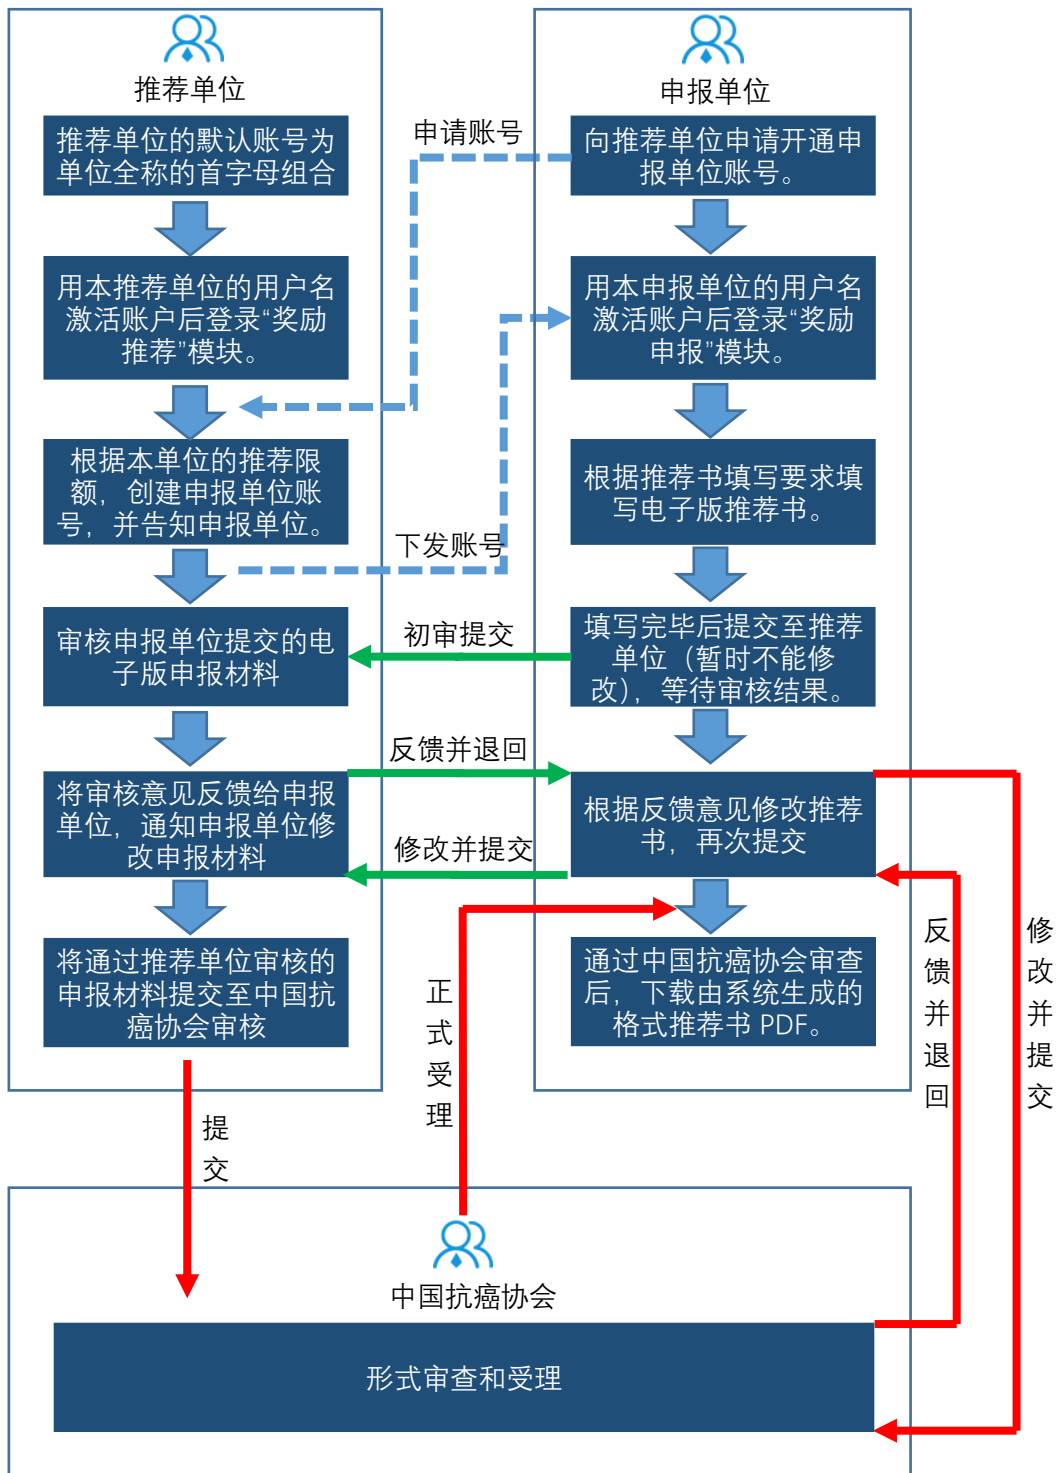 推荐单位
推荐单位的默认账号为
单位全称的首字母组合
用本推荐单位的用户名
激活账户后登录“奖励
推荐”模块。
根据本单位的推荐限
额，创建申报单位账
号，并告知申报单位。
审核申报单位提交的电
子版申报材料
将审核意见反馈给申报
单位，通知申报单位修
改申报材料
将通过推荐单位审核的
申报材料提交至中国抗
癌协会审核
申请账号
下发账号
初审提交
反馈并退回
修改并提交
申报单位
向推荐单位申请开通申
报单位账号。
用本申报单位的用户名
激活账户后登录“奖励
申报”模块。
根据推荐书填写要求填
写电子版推荐书。
填写完毕后提交至推荐
单位（暂时不能修
改），等待审核结果。
根据反馈意见修改推荐
书，再次提交
通过中国抗癌协会审查
后，下载由系统生成的
格式推荐书 PDF。
正式受理
反馈并退回
修改并提交
提交
中国抗癌协会
形式审查和受理